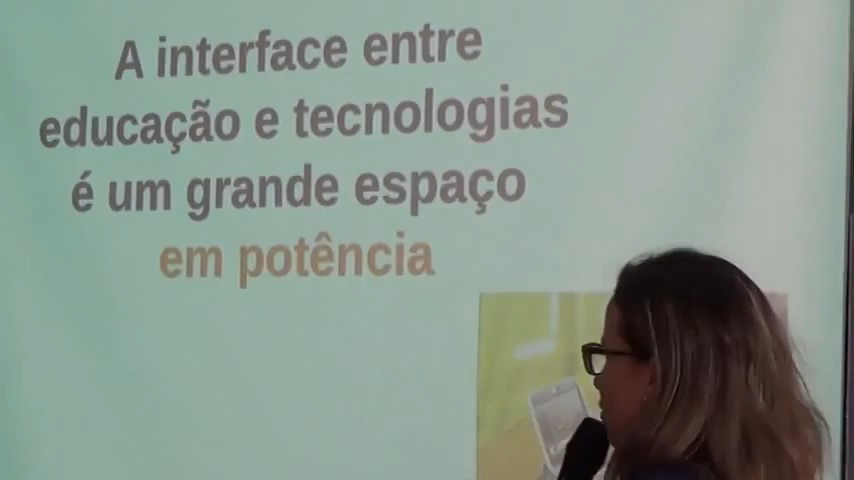 A interface entre
educação e tecnologias
é um grande espaço
em potência